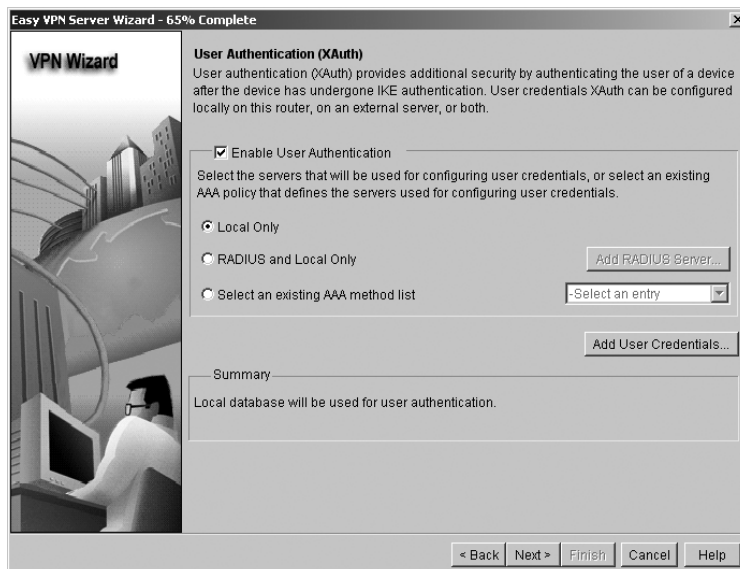 Easy VPN Server Wizard - 65% Complete
VPN Wizard
User Authentication (XAuth)
User authentication (XAuth) provides additional security by authenticating the user of a device
after the device has undergone IKE authentication. User credentials XAuth can be configured
locally on this router, on an external server, or both.
Enable User Authentication
Select the servers that will be used for configuring user credentials, or select an existing
AAA policy that defines the servers used for configuring user credentials.
Local Only
RADIUS and Local Only
Add RADIUS Server...
Select an existing AAA method list
-Select an entry
Add User Credentials...
Summary
Local database will be used for user authentication.
< Back Next > Finish Cancel Help